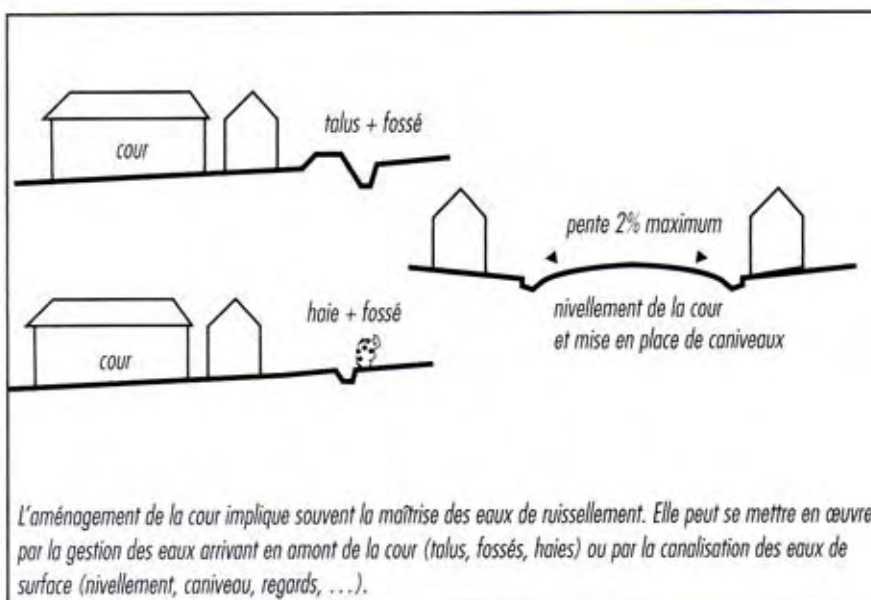 cour
talus + fossé
pente 2% maximum
haie + fossé
cour
nivellement de la cour
et mise en place de caniveaux
L'aménagement de la cour implique souvent la maîtrise des eaux de ruissellement. Elle peut se mettre en œuvre
par la gestion des eaux arrivant en amont de la cour (talus, fossés, haies) ou par la canalisation des eaux de
surface (nivellement, caniveau, regards, ...).